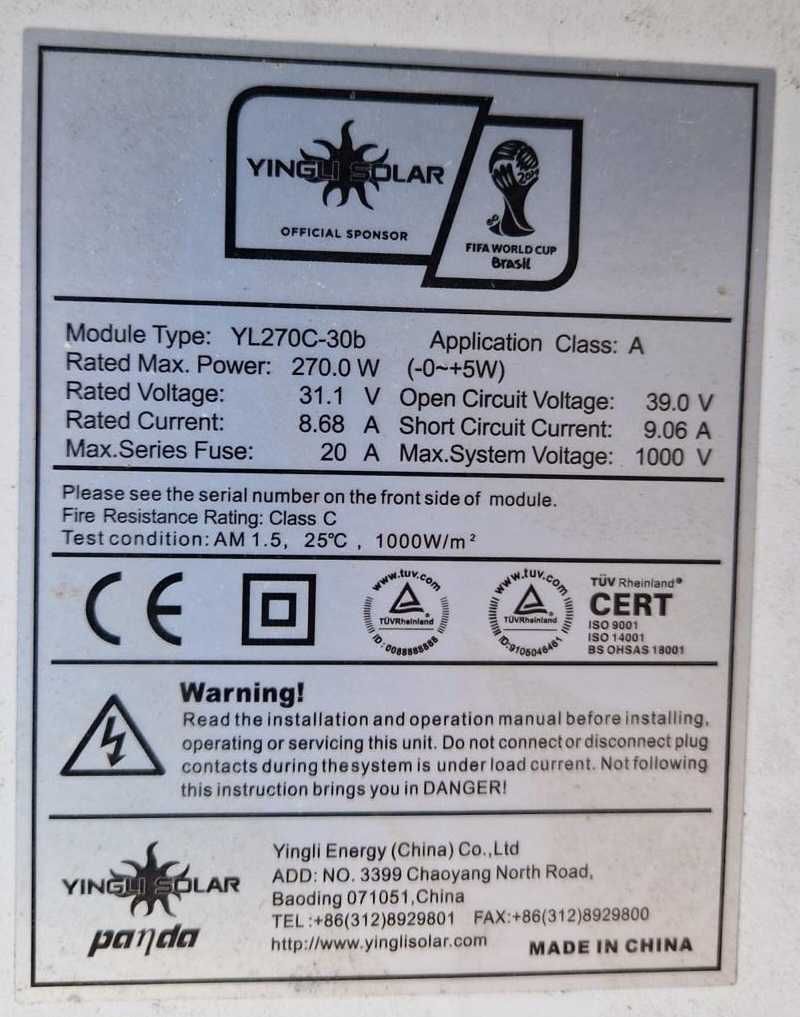 YINGLI SOLAR
OFFICIAL SPONSOR
2014
FIFA WORLD CUP
Brasil
Module Type: YL270C-30b Application Class: A
Rated Max. Power: 270.0 W (-0~+5W)
Rated Voltage: 31.1 V Open Circuit Voltage: 39.0 V
Rated Current: 8.68 A Short Circuit Current: 9.06 A
Max.Series Fuse: 20 A Max.System Voltage: 1000 V
Please see the serial number on the front side of module.
Fire Resistance Rating: Class C
Test condition: AM 1.5, 25℃, 1000W/m²
CE
www.tuv.com
TÜVRheinland®
ID: 0088888888
www.tuv.com
TÜVRheinland®
ID:9105046461
TÜV Rheinland®
CERT
ISO 9001
ISO 14001
BS OHSAS 18001
Warning!
Read the installation and operation manual before installing,
operating or servicing this unit. Do not connect or disconnect plug
contacts during the system is under load current. Not following
this instruction brings you in DANGER!
YINGLI SOLAR
panda
Yingli Energy (China) Co.,Ltd
ADD: NO. 3399 Chaoyang North Road,
Baoding 071051,China
TEL:+86(312)8929801 FAX:+86(312)8929800
http://www.yinglisolar.com MADE IN CHINA